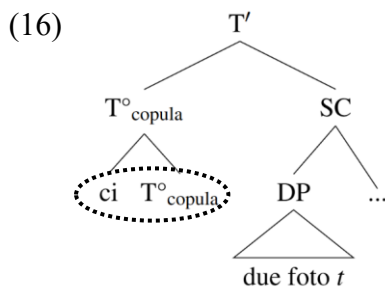 (16)
T′
T°copula SC
ci T°copula DP ...
due foto t